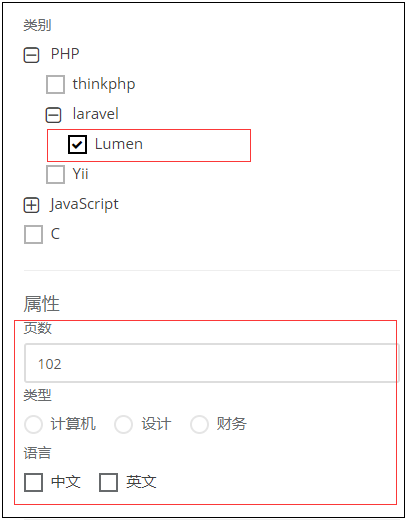 类别
PHP
thinkphp
laravel
Lumen
Yii
JavaScript
C
属性
页数
102
类型
计算机 设计 财务
语言
中文 英文